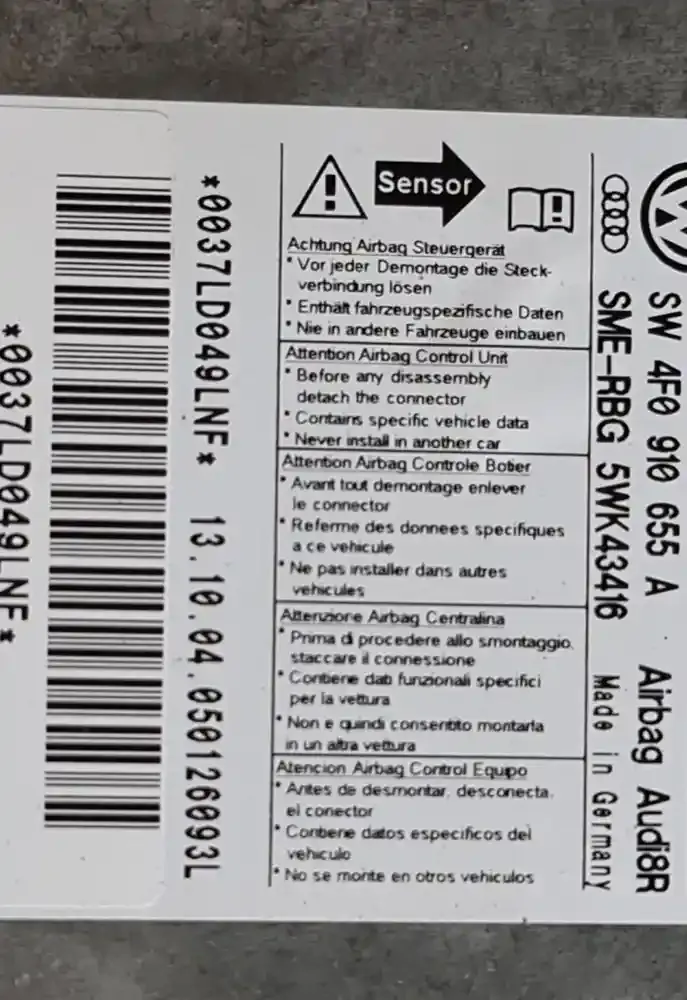 SW 4F0 910 655 A Airbag Audi8R
SME-RBG 5WK43416 Made in Germany
Sensor
Achtung Airbag Steuergerät
* Vor jeder Demontage die Steck-
verbindung lösen
* Enthält fahrzeugspezifische Daten
* Nie in andere Fahrzeuge einbauen
Attention Airbag Control Unit
* Before any disassembly
detach the connector
* Contains specific vehicle data
* Never install in another car
Attention Airbag Controle Botier
* Avant tout demontage enlever
le connector
* Referme des donnees specifiques
a ce vehicule
* Ne pas installer dans autres
vehicules
Attenzione Airbag Centralina
* Prima di procedere allo smontaggio,
staccare il connessione
* Contiene dati funzionali specifici
per la vettura
* Non e quindi consentito montarla
in un altra vettura
Atencion Airbag Control Equipo
* Antes de desmontar, desconecta.
el conector
* Contiene datos especificos del
vehiculo
* No se monte en otros vehiculos
*0037LD049LNF* 13.10.04.050126093L
*0037LD049LNF*